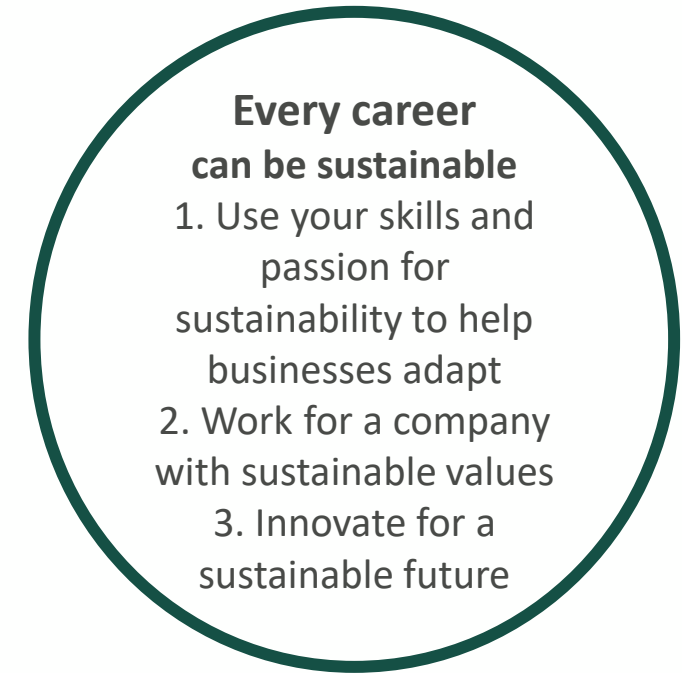 Every career
can be sustainable
1. Use your skills and
passion for
sustainability to help
businesses adapt
2. Work for a company
with sustainable values
3. Innovate for a
sustainable future